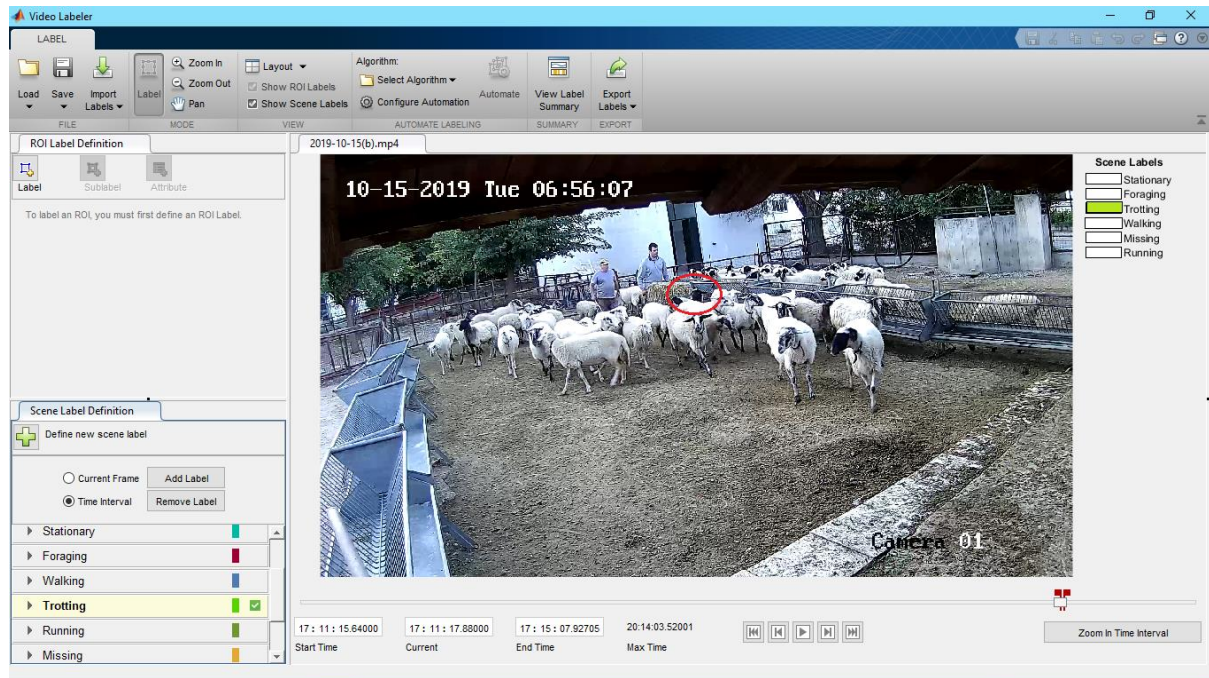 Video Labeler
LABEL
Load
Save
Import Labels
Label
Zoom In
Zoom Out
Pan
Layout
Show ROI Labels
Show Scene Labels
Algorithm:
Select Algorithm
Configure Automation
Automate
View Label Summary
Export Labels
FILE
MODE
VIEW
AUTOMATE LABELING
SUMMARY
EXPORT
ROI Label Definition
Label
Sublabel
Attribute
To label an ROI, you must first define an ROI Label.
Scene Label Definition
Define new scene label
Current Frame
Add Label
Time Interval
Remove Label
Stationary
Foraging
Walking
Trotting
Running
Missing
2019-10-15(b).mp4
10-15-2019 Tue 06:56:07
Camera 01
Scene Labels
Stationary
Foraging
Trotting
Walking
Missing
Running
17 : 11 : 15.64000
17 : 11 : 17.88000
17 : 15 : 07.92705
20:14:03.52001
Start Time
Current
End Time
Max Time
Zoom In Time Interval